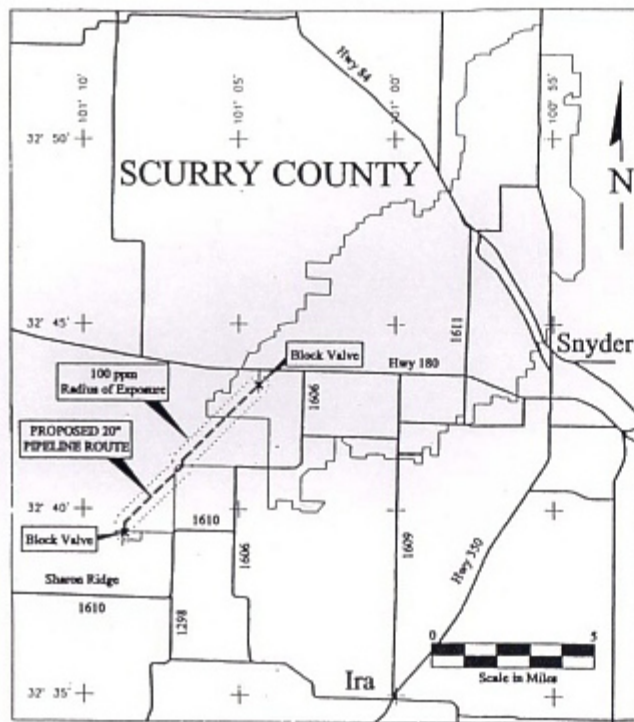 Hwy 84
101 10'
101 05'
101 00'
100 55'
32 50'
SCURRY COUNTY
N
32 45'
1611
Snyder
Block Valve
Hwy 180
100 ppm
Radius of Exposure
1606
PROPOSED 20"
PIPELINE ROUTE
32 40'
1610
Block Valve
1606
1609
Hwy 350
Sharon Ridge
1610
1298
0
5
Scale in Miles
Ira
32 35'